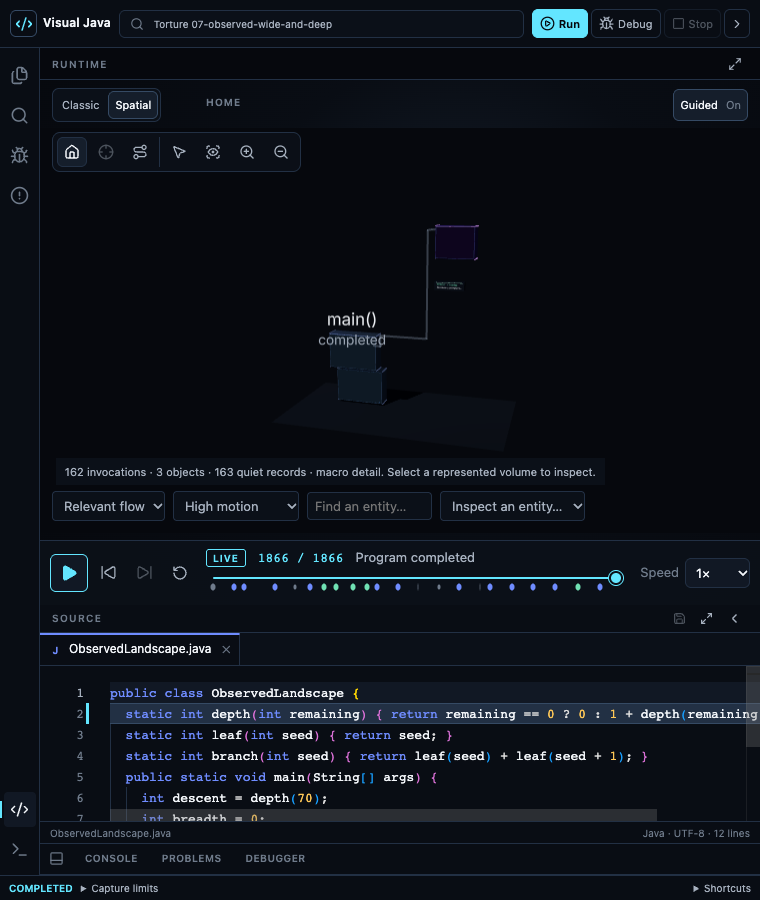 Visual Java
Torture 07-observed-wide-and-deep
Run
Debug
Stop
RUNTIME
Classic
Spatial
HOME
Guided On
main()
completed
162 invocations · 3 objects · 163 quiet records · macro detail. Select a represented volume to inspect.
Relevant flow
High motion
Find an entity...
Inspect an entity...
LIVE
1866 / 1866
Program completed
Speed
1×
SOURCE
J ObservedLandscape.java
1 public class ObservedLandscape {
2 static int depth(int remaining) { return remaining == 0 ? 0 : 1 + depth(remaining
3 static int leaf(int seed) { return seed; }
4 static int branch(int seed) { return leaf(seed) + leaf(seed + 1); }
5 public static void main(String[] args) {
6 int descent = depth(70);
7 int breadth = 0;
ObservedLandscape.java
Java · UTF-8 · 12 lines
CONSOLE
PROBLEMS
DEBUGGER
COMPLETED
Capture limits
Shortcuts